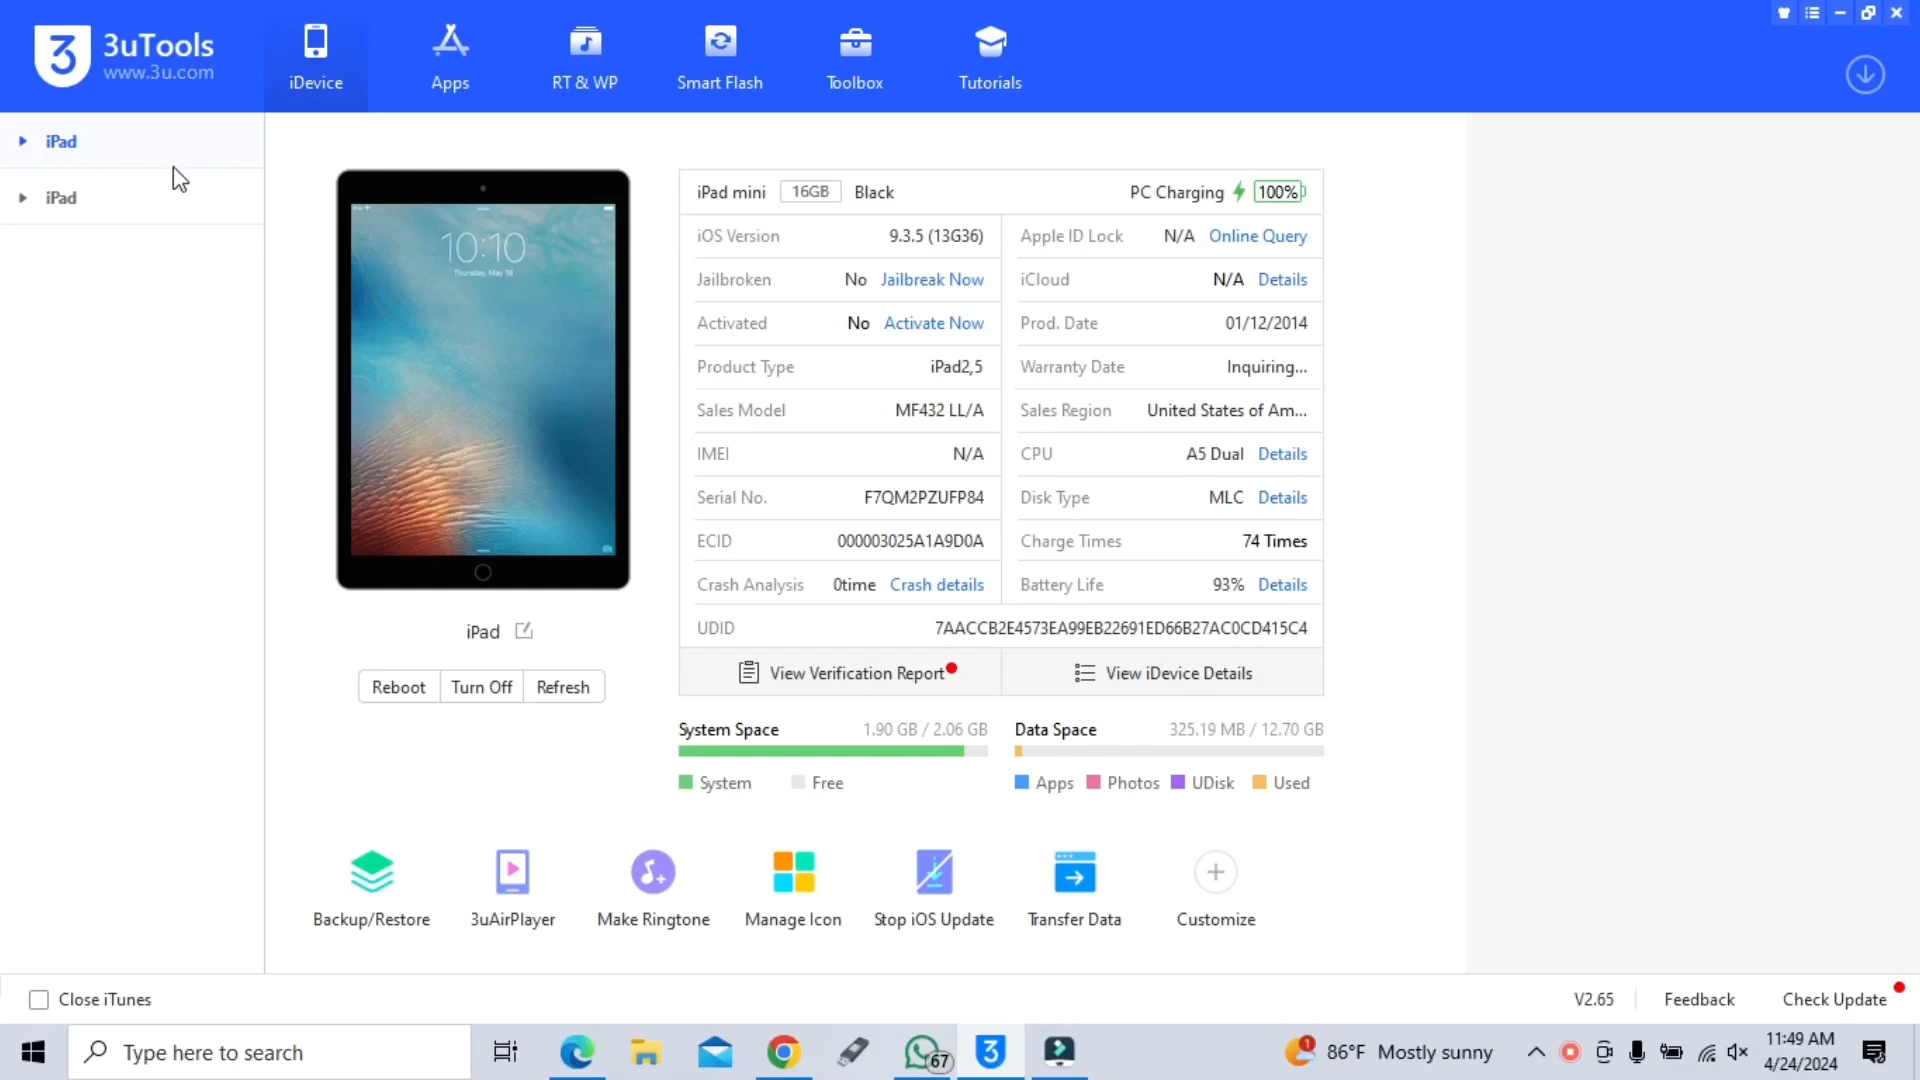 3 3uTools
www.3u.com
iDevice
Apps
RT & WP
Smart Flash
Toolbox
Tutorials
iPad
iPad
10:10
Thursday, May 19
iPad
Reboot Turn Off Refresh
iPad mini 16GB Black PC Charging 100%
iOS Version 9.3.5 (13G36) Apple ID Lock N/A Online Query
Jailbroken No Jailbreak Now iCloud N/A Details
Activated No Activate Now Prod. Date 01/12/2014
Product Type iPad2,5 Warranty Date Inquiring...
Sales Model MF432 LL/A Sales Region United States of Am...
IMEI N/A CPU A5 Dual Details
Serial No. F7QM2PZUFP84 Disk Type MLC Details
ECID 000003025A1A9D0A Charge Times 74 Times
Crash Analysis 0time Crash details Battery Life 93% Details
UDID 7AACCB2E4573EA99EB22691ED66B27AC0CD415C4
View Verification Report View iDevice Details
System Space 1.90 GB / 2.06 GB Data Space 325.19 MB / 12.70 GB
System Free Apps Photos UDisk Used
Backup/Restore 3uAirPlayer Make Ringtone Manage Icon Stop iOS Update Transfer Data Customize
Close iTunes V2.65 Feedback Check Update
Type here to search 67 3 1 86°F Mostly sunny 11:49 AM
4/24/2024